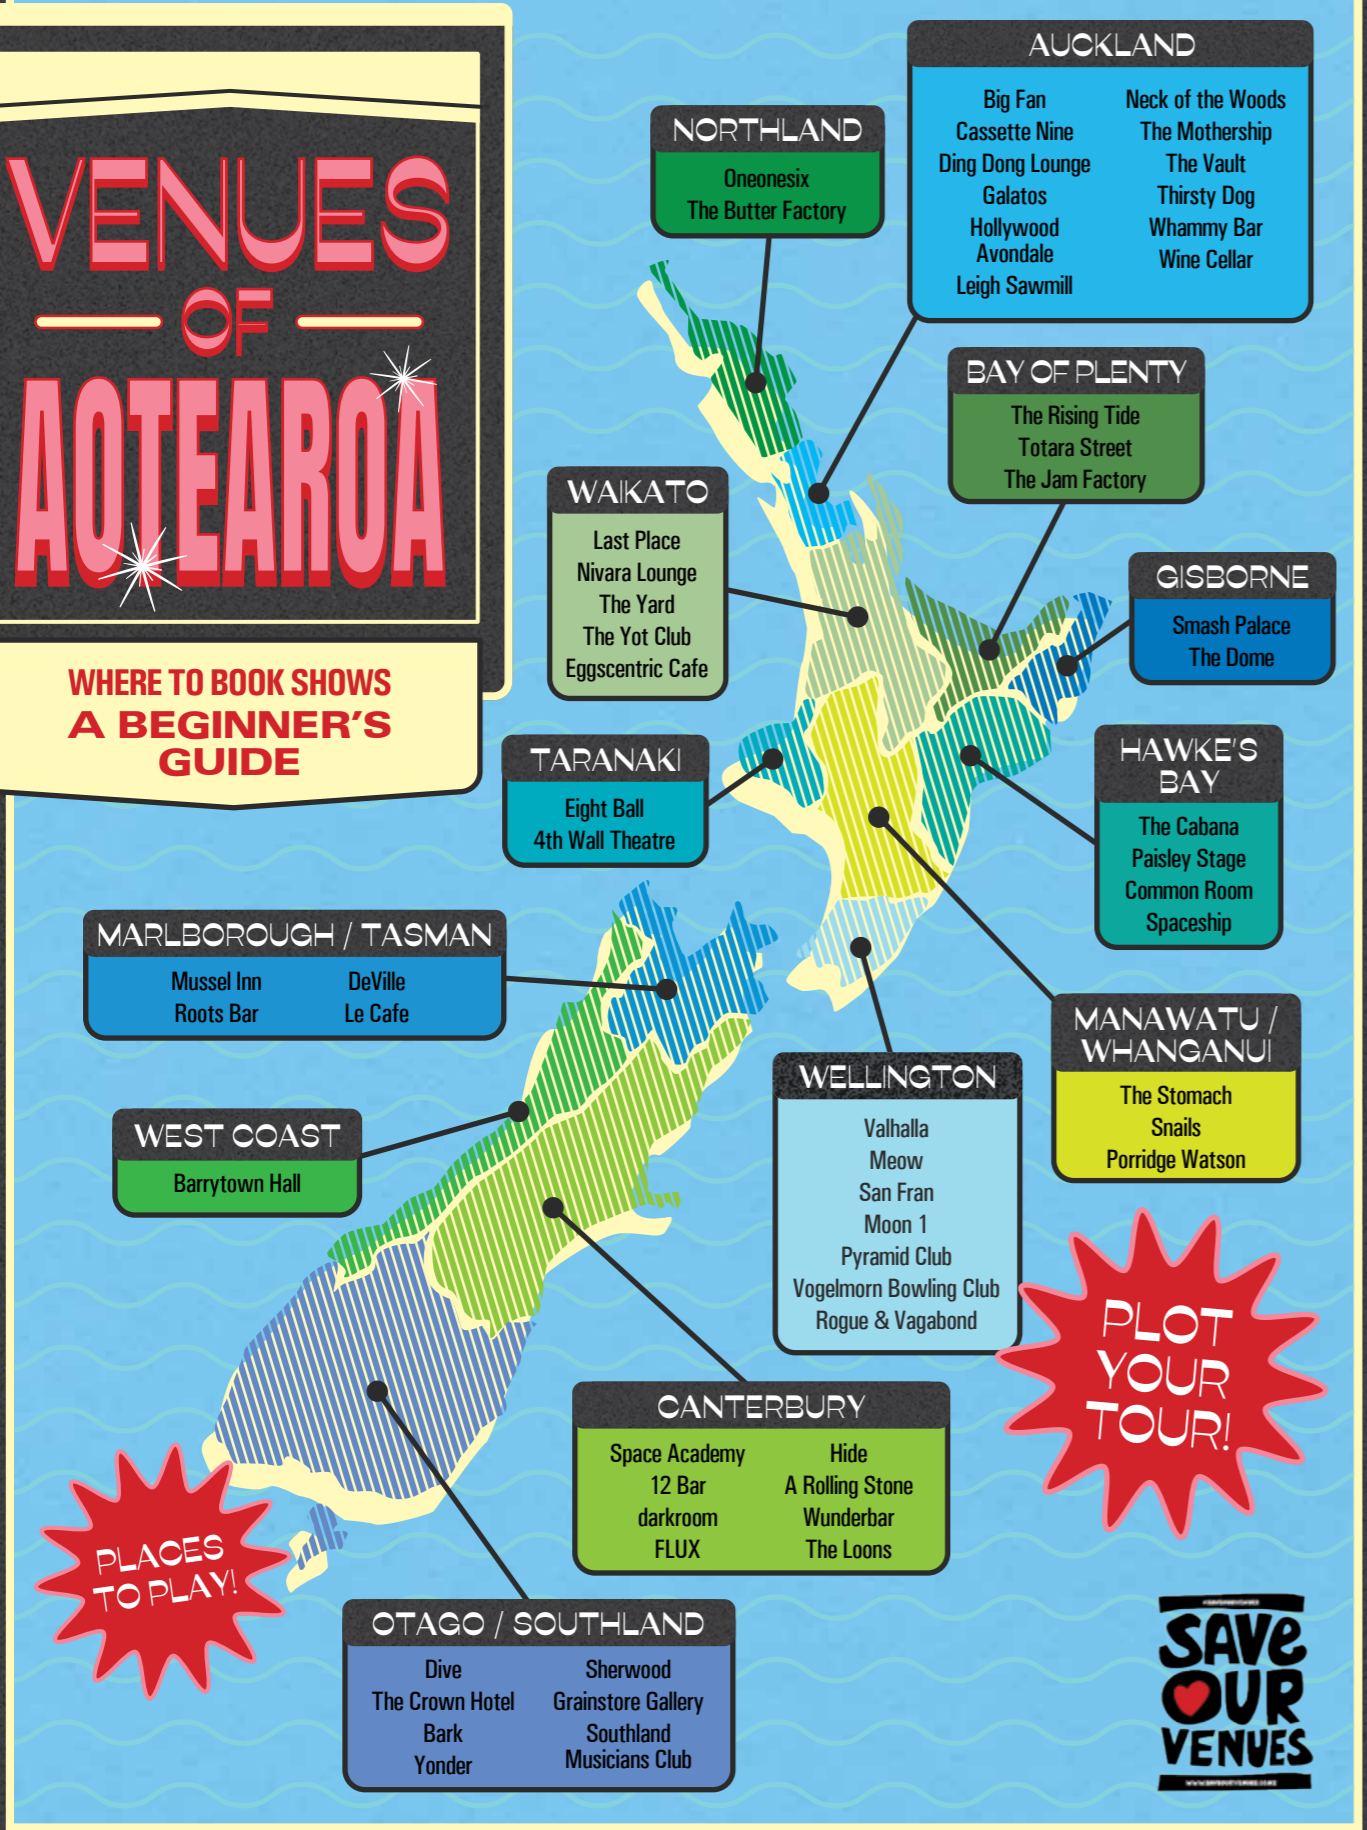 VENUES
OF
AOTEAROA
WHERE TO BOOK SHOWS
A BEGINNER'S
GUIDE
NORTHLAND
Oneonesix
The Butter Factory
AUCKLAND
Big Fan
Cassette Nine
Ding Dong Lounge
Galatos
Hollywood
Avondale
Leigh Sawmill
Neck of the Woods
The Mothership
The Vault
Thirsty Dog
Whammy Bar
Wine Cellar
BAY OF PLENTY
The Rising Tide
Totara Street
The Jam Factory
WAIKATO
Last Place
Nivara Lounge
The Yard
The Yot Club
Eggscentric Cafe
GISBORNE
Smash Palace
The Dome
TARANAKI
Eight Ball
4th Wall Theatre
HAWKE'S
BAY
The Cabana
Paisley Stage
Common Room
Spaceship
MARLBOROUGH / TASMAN
Mussel Inn
Roots Bar
DeVille
Le Cafe
MANAWATU /
WHANGANUI
The Stomach
Snails
Porridge Watson
WELLINGTON
Valhalla
Meow
San Fran
Moon 1
Pyramid Club
Vogelmorn Bowling Club
Rogue & Vagabond
WEST COAST
Barrytown Hall
PLOT
YOUR
TOUR!
CANTERBURY
Space Academy
12 Bar
darkroom
FLUX
Hide
A Rolling Stone
Wunderbar
The Loons
PLACES
TO PLAY!
OTAGO / SOUTHLAND
Dive
The Crown Hotel
Bark
Yonder
Sherwood
Grainstore Gallery
Southland
Musicians Club
SAVE
OUR
VENUES